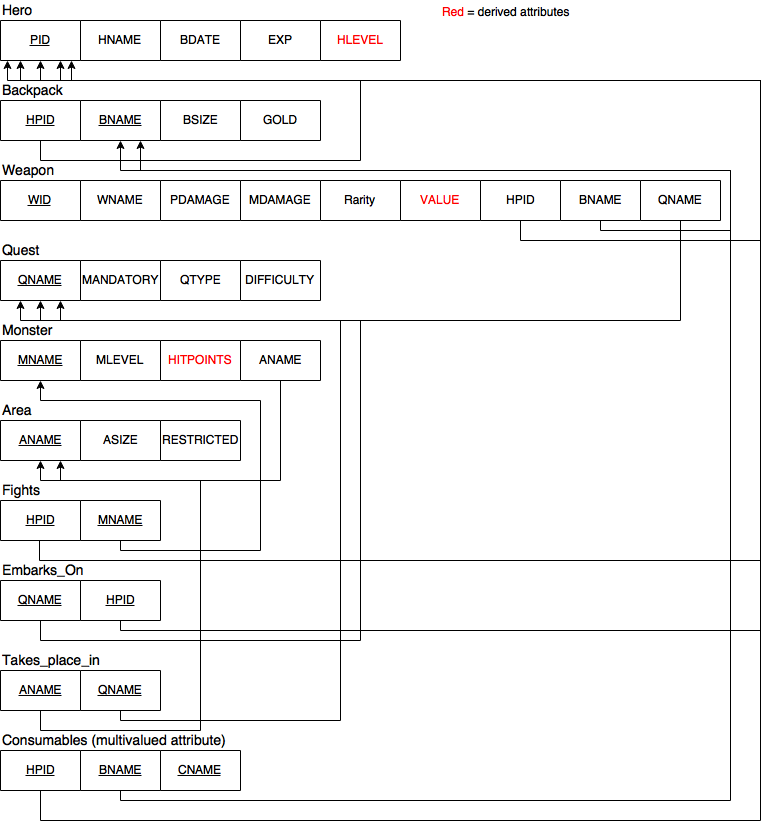 Hero
Red = derived attributes
PID HNAME BDATE EXP HLEVEL
Backpack
HPID BNAME BSIZE GOLD
Weapon
WID WNAME PDAMAGE MDAMAGE Rarity VALUE HPID BNAME QNAME
Quest
QNAME MANDATORY QTYPE DIFFICULTY
Monster
MNAME MLEVEL HITPOINTS ANAME
Area
ANAME ASIZE RESTRICTED
Fights
HPID MNAME
Embarks_On
QNAME HPID
Takes_place_in
ANAME QNAME
Consumables (multivalued attribute)
HPID BNAME CNAME